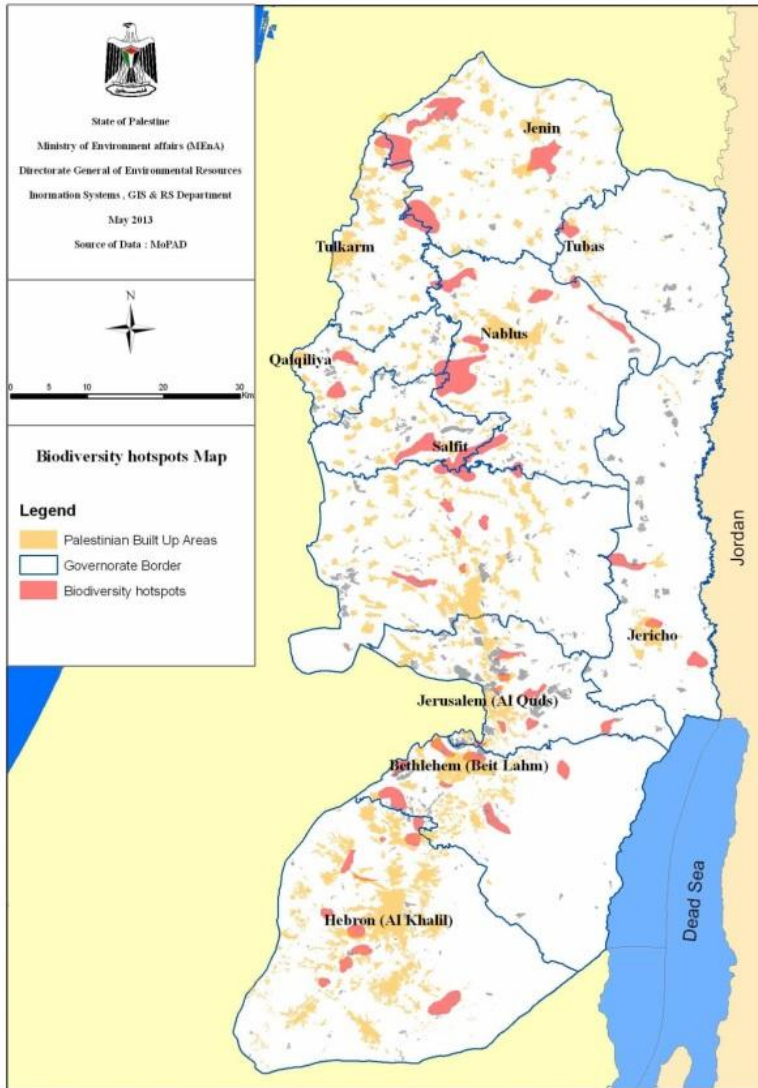 State of Palestine
Ministry of Environment affairs (MEnA)
Directorate General of Environmental Resources
Inormation Systems , GIS & RS Department
May 2013
Source of Data : MoPAD
N
0 5 10 20 30
Km
Biodiversity hotspots Map
Legend
Palestinian Built Up Areas
Governorate Border
Biodiversity hotspots
Jenin
Tubas
Tulkarm
Nablus
Qalqiliya
Salfit
Jordan
Jericho
Jerusalem (Al Quds)
Bethlehem (Beit Lahm)
Dead Sea
Hebron (Al Khalil)